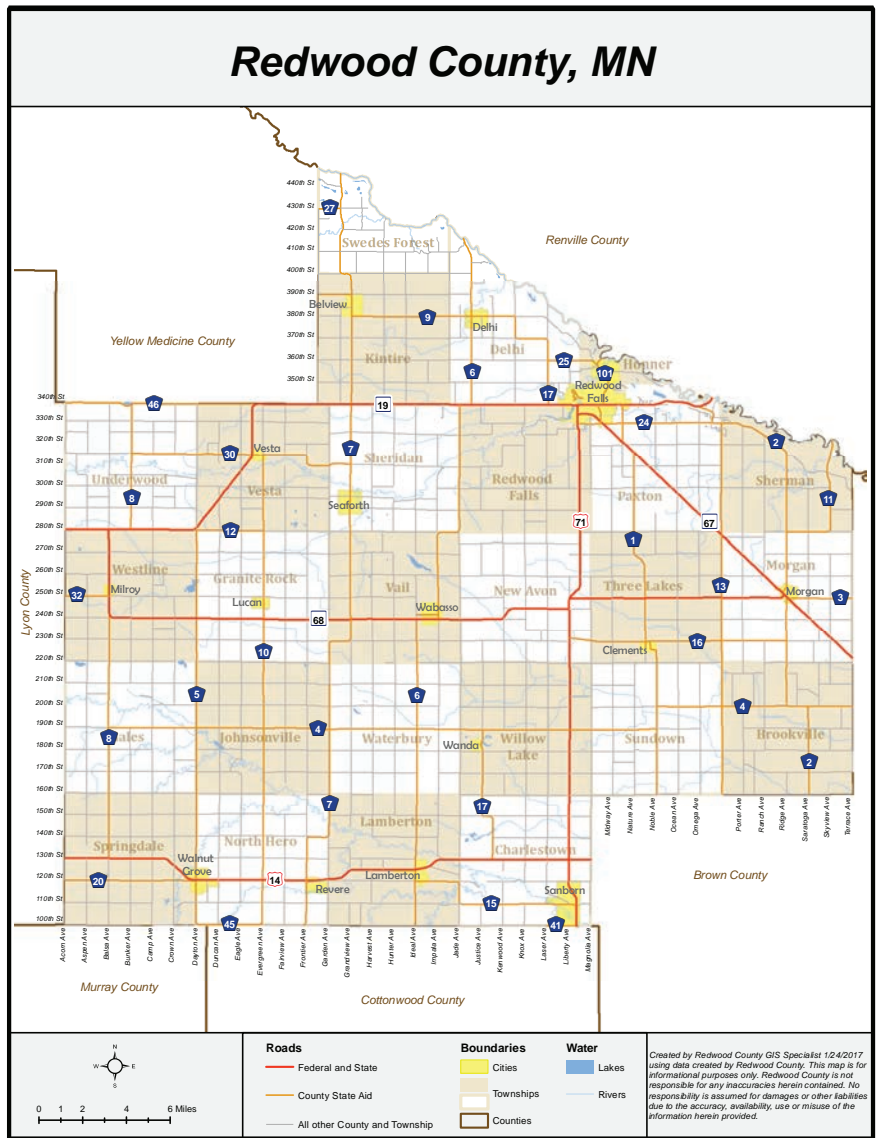 Redwood County, MN
440th St
430th St
27
420th St
410th St
Swedes Forest
Renville County
400th St
390th St
Belview
380th St
9
Delhi
370th St
Yellow Medicine County
Delhi
360th St
Kintire
25
Honner
6
101
350th St
Redwood
Falls
17
340th St
46
19
330th St
24
320th St
30
Vesta
7
2
310th St
Sheridan
Underwood
300th St
Vesta
Redwood
Falls
Sherman
8
Seaforth
Paxton
11
290th St
280th St
12
71
67
270th St
1
260th St
Westline
Granite Rock
Vail
New Avon
Three Lakes
Morgan
250th St
32
Milroy
13
Morgan
3
Lyon County
Lucan
Wabasso
240th St
68
230th St
16
220th St
10
Clements
210th St
200th St
5
6
4
190th St
8
ales
Johnsonville
4
Waterbury
Wanda
Willow
Lake
Sundown
Brookville
180th St
2
170th St
160th St
7
17
150th St
Midway Ave
Nature Ave
Noble Ave
Ocean Ave
Omega Ave
Porter Ave
Ranch Ave
Ridge Ave
Saratoga Ave
Skyview Ave
Terrace Ave
140th St
Lamberton
Springdale
North Hero
Charlestown
130th St
Walnut
Grove
120th St
20
14
Revere
Lamberton
Sanborn
Brown County
110th St
15
100th St
45
41
Acorn Ave
Aspen Ave
Balsa Ave
Bunker Ave
Camp Ave
Crown Ave
Dayton Ave
Duncan Ave
Eagle Ave
Evergreen Ave
Fairview Ave
Frontier Ave
Garden Ave
Grandview Ave
Harvest Ave
Hunter Ave
Ideal Ave
Impala Ave
Jade Ave
Justice Ave
Kenwood Ave
Knox Ave
Laser Ave
Liberty Ave
Magnolia Ave
Murray County
Cottonwood County
N
W E
S
0 1 2 4 6 Miles
Roads
Federal and State
County State Aid
All other County and Township
Boundaries
Cities
Townships
Counties
Water
Lakes
Rivers
Created by Redwood County GIS Specialist 1/24/2017
using data created by Redwood County. This map is for
informational purposes only. Redwood County is not
responsible for any inaccuracies herein contained. No
responsibility is assumed for damages or other liabilities
due to the accuracy, availability, use or misuse of the
information herein provided.